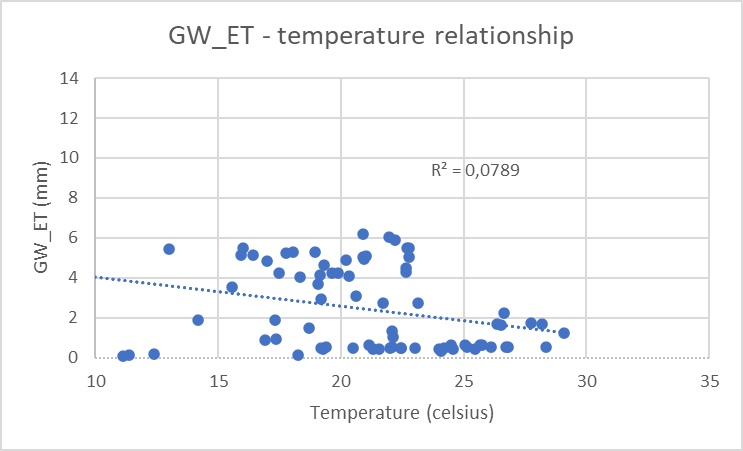 GW_ET - temperature relationship
14
12
10
8
6
4
2
0
GW_ET (mm)
R² = 0,0789
10 15 20 25 30 35
Temperature (celsius)